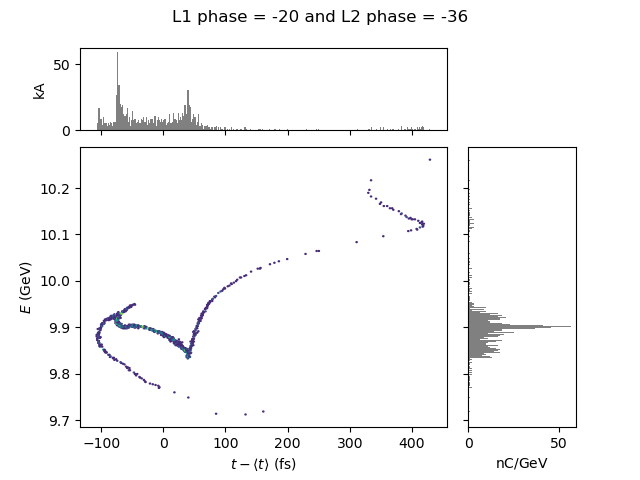 L1 phase = -20 and L2 phase = -36
50
0
kA
10.2
10.1
10.0
9.9
9.8
9.7
E (GeV)
−100 0 100 200 300 400
t − ⟨t⟩ (fs)
0 50
nC/GeV